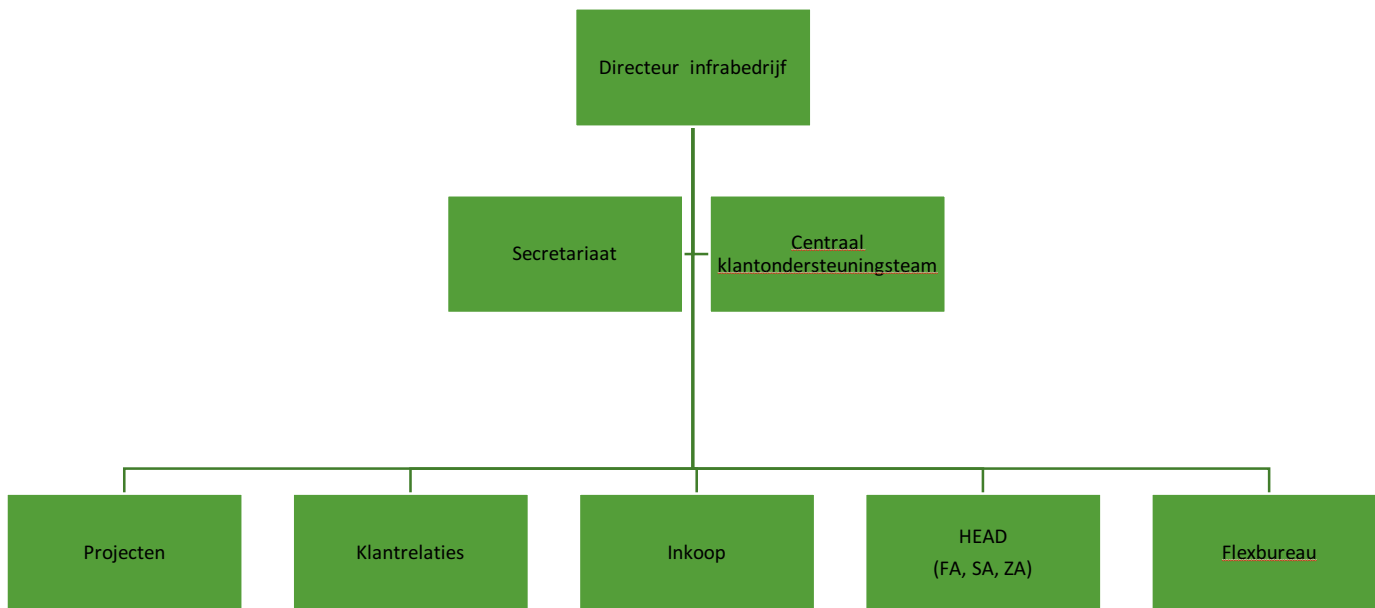 Directeur infrabedrijf
Secretariaat
Centraal
klantondersteuningsteam
Projecten
Klantrelaties
Inkoop
HEAD
(FA, SA, ZA)
Flexbureau